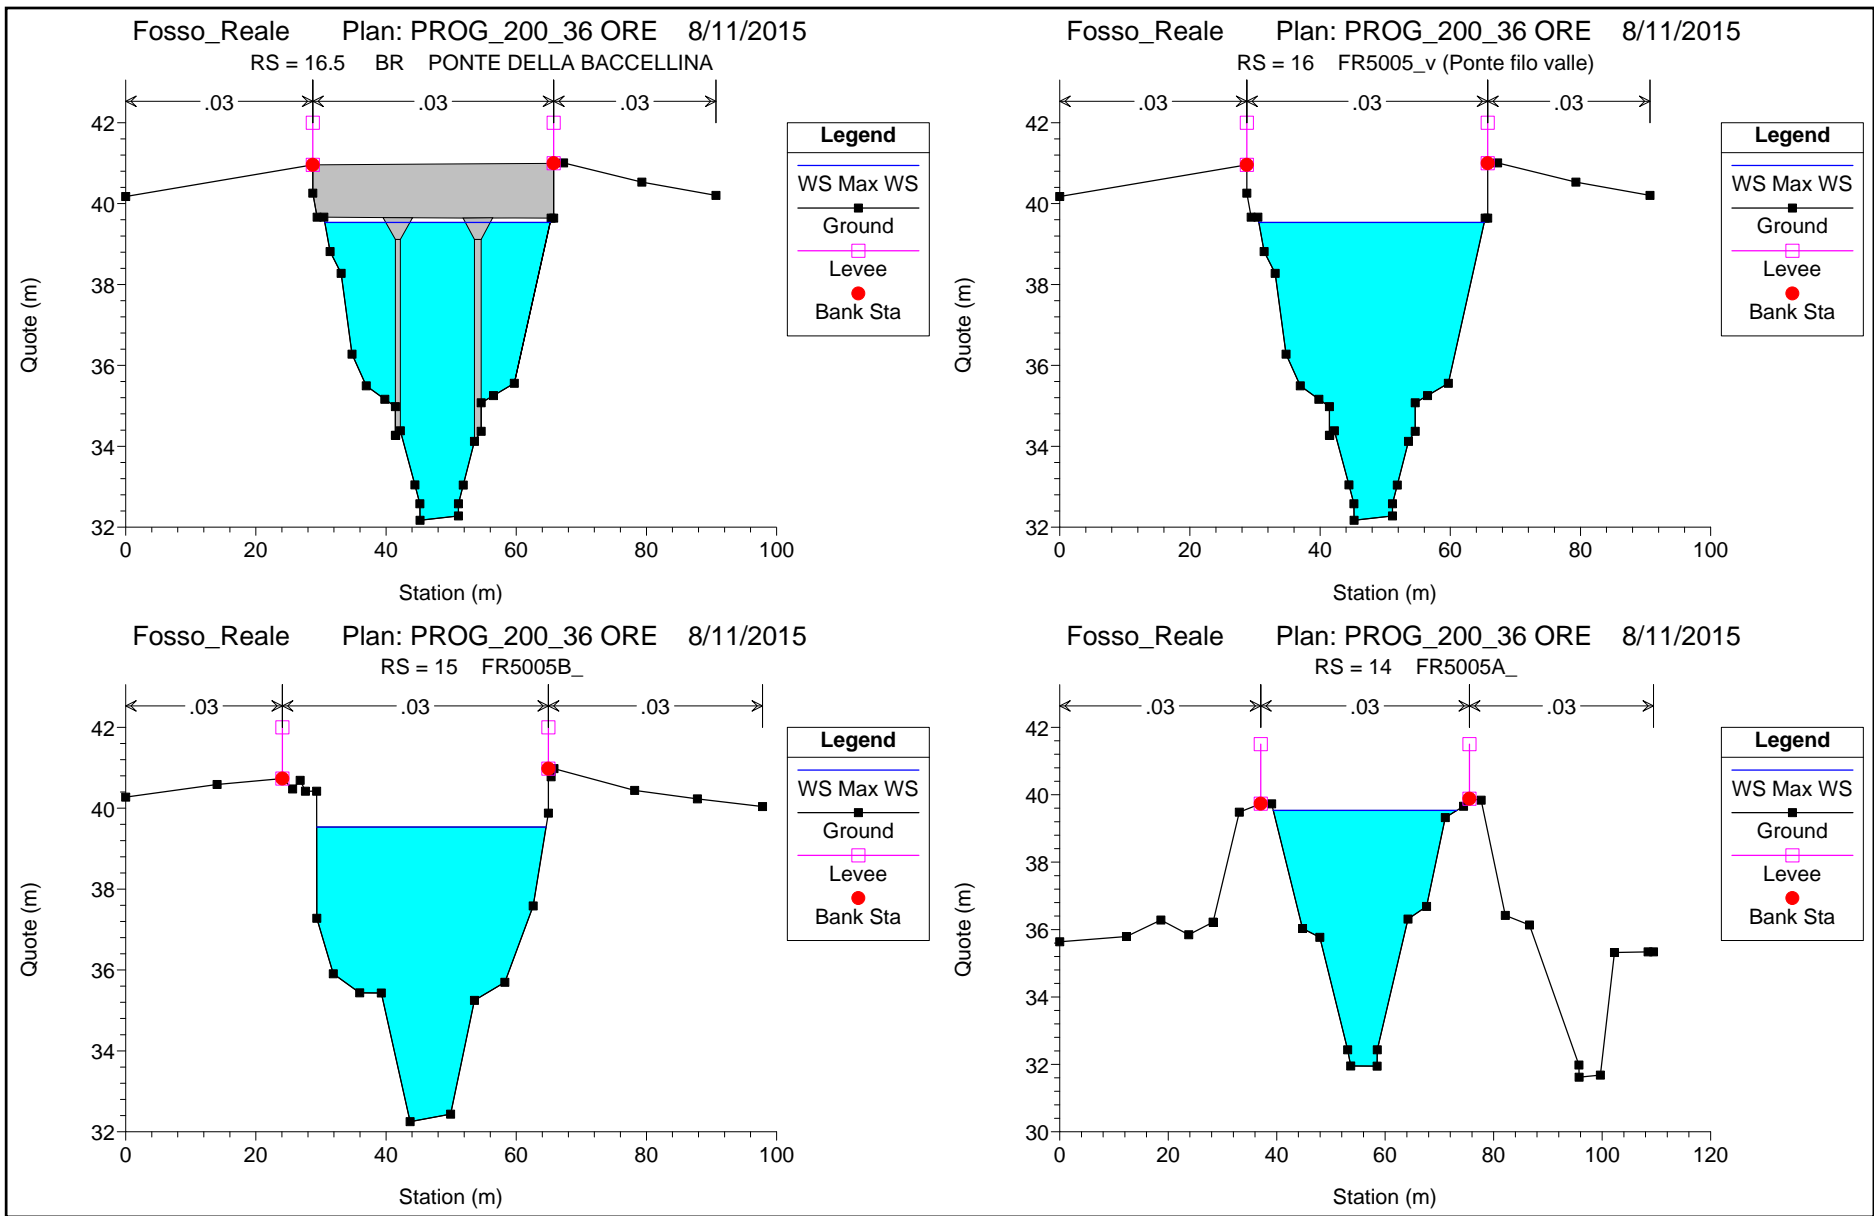 Fosso_Reale Plan: PROG_200_36 ORE 8/11/2015
RS = 16.5 BR PONTE DELLA BACCELLINA
.03 .03 .03
42
40
38
36
34
32
0 20 40 60 80 100
Station (m)
Quote (m)
Legend
WS Max WS
Ground
Levee
Bank Sta
Fosso_Reale Plan: PROG_200_36 ORE 8/11/2015
RS = 16 FR5005_v (Ponte filo valle)
.03 .03 .03
42
40
38
36
34
32
0 20 40 60 80 100
Station (m)
Quote (m)
Legend
WS Max WS
Ground
Levee
Bank Sta
Fosso_Reale Plan: PROG_200_36 ORE 8/11/2015
RS = 15 FR5005B_
.03 .03 .03
42
40
38
36
34
32
0 20 40 60 80 100
Station (m)
Quote (m)
Legend
WS Max WS
Ground
Levee
Bank Sta
Fosso_Reale Plan: PROG_200_36 ORE 8/11/2015
RS = 14 FR5005A_
.03 .03 .03
42
40
38
36
34
32
30
0 20 40 60 80 100 120
Station (m)
Quote (m)
Legend
WS Max WS
Ground
Levee
Bank Sta